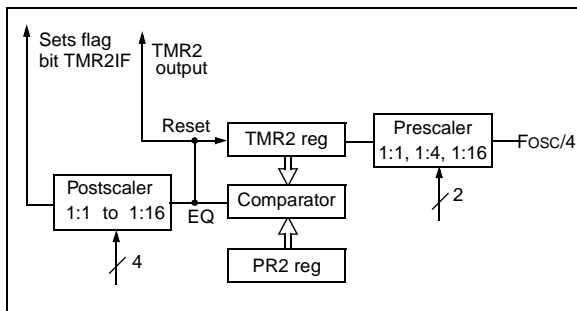 Sets flag
bit TMR2IF
TMR2
output
Reset
TMR2 reg
Prescaler
1:1, 1:4, 1:16
FOSC/4
2
Postscaler
1:1 to 1:16
EQ
Comparator
4
PR2 reg